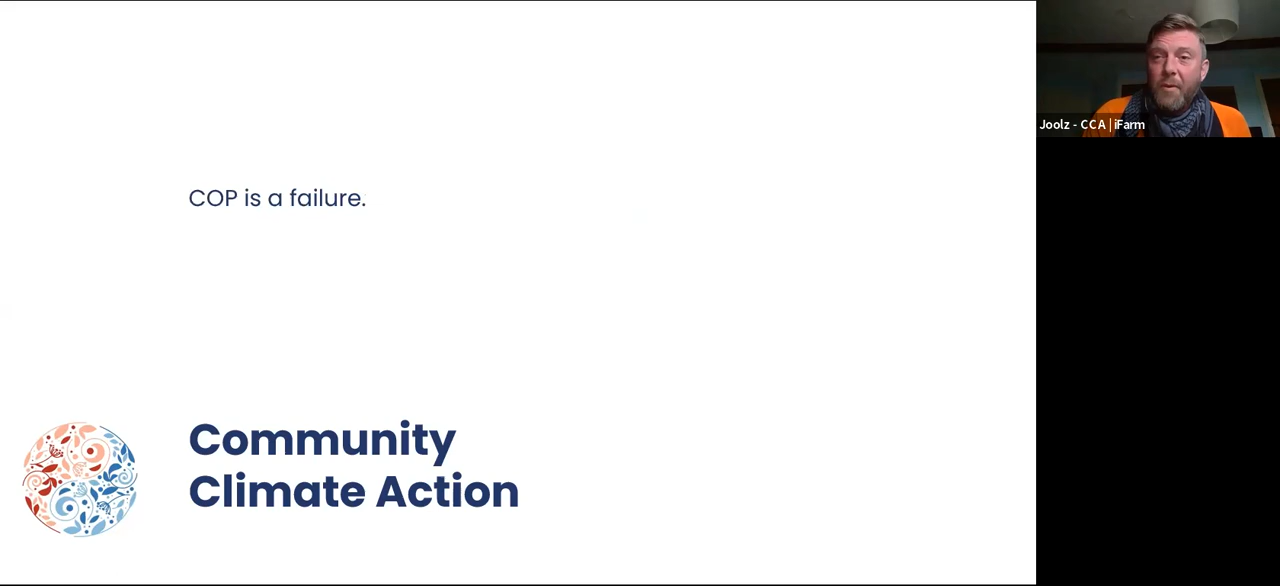 COP is a failure.
Community
Climate Action
Joolz - CCA | iFarm